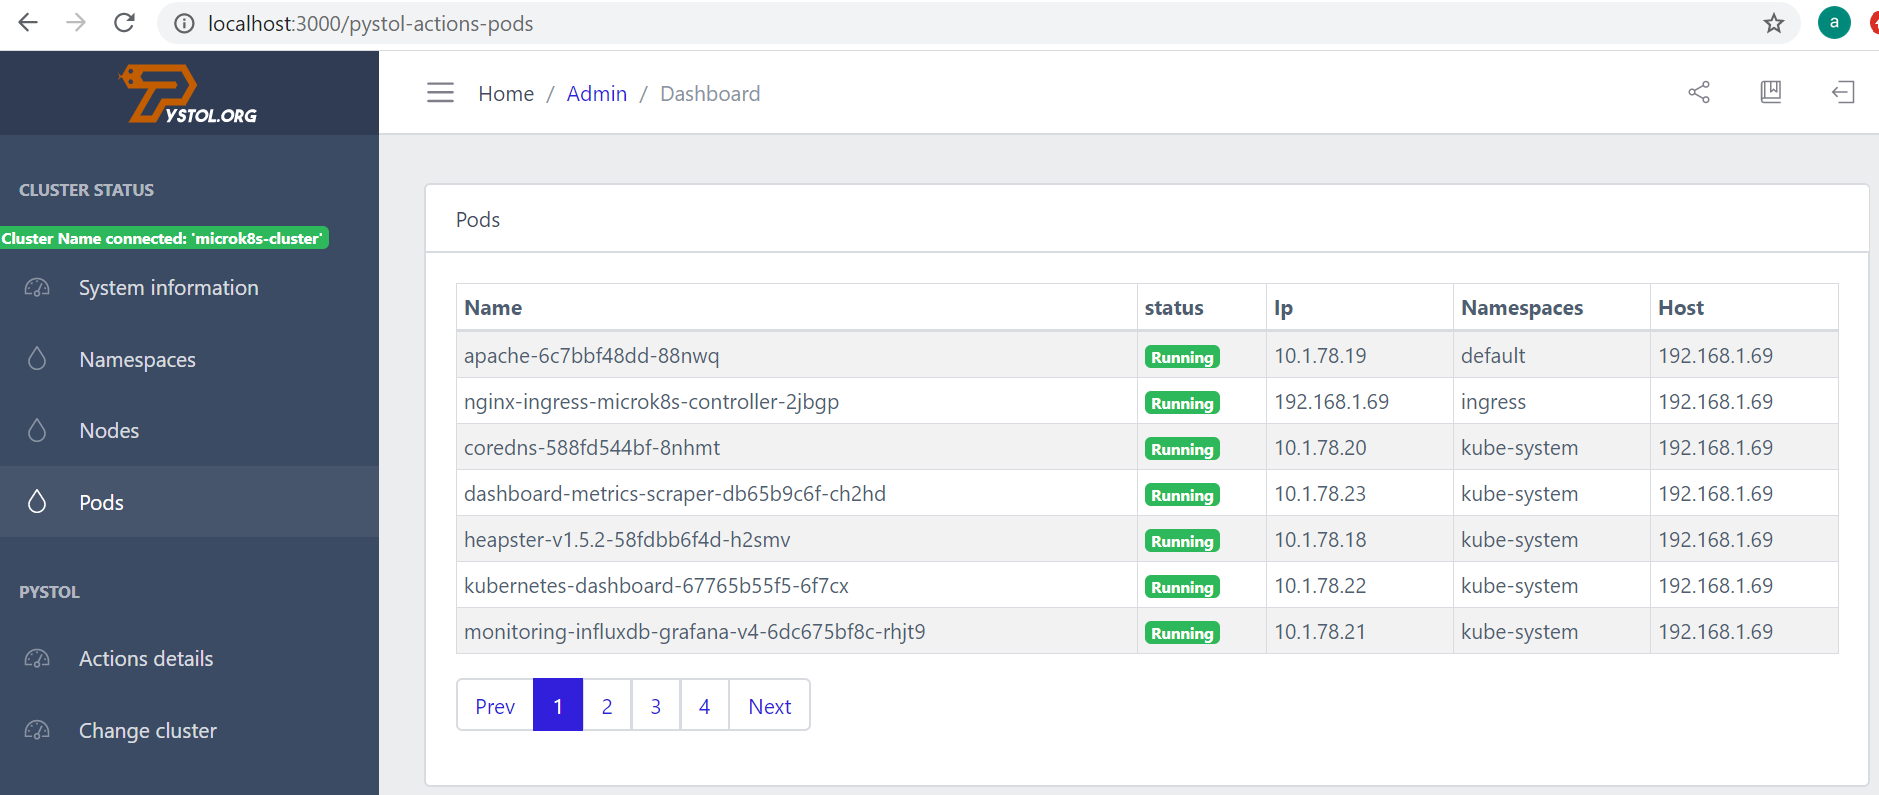 localhost:3000/pystol-actions-pods
a
PYSTOL.ORG
Home / Admin / Dashboard
CLUSTER STATUS
Cluster Name connected: 'microk8s-cluster'
System information
Namespaces
Nodes
Pods
PYSTOL
Actions details
Change cluster
Pods
Name status Ip Namespaces Host
apache-6c7bbf48dd-88nwq Running 10.1.78.19 default 192.168.1.69
nginx-ingress-microk8s-controller-2jbgp Running 192.168.1.69 ingress 192.168.1.69
coredns-588fd544bf-8nhmt Running 10.1.78.20 kube-system 192.168.1.69
dashboard-metrics-scraper-db65b9c6f-ch2hd Running 10.1.78.23 kube-system 192.168.1.69
heapster-v1.5.2-58fdbb6f4d-h2smv Running 10.1.78.18 kube-system 192.168.1.69
kubernetes-dashboard-67765b55f5-6f7cx Running 10.1.78.22 kube-system 192.168.1.69
monitoring-influxdb-grafana-v4-6dc675bf8c-rhjt9 Running 10.1.78.21 kube-system 192.168.1.69
Prev 1 2 3 4 Next